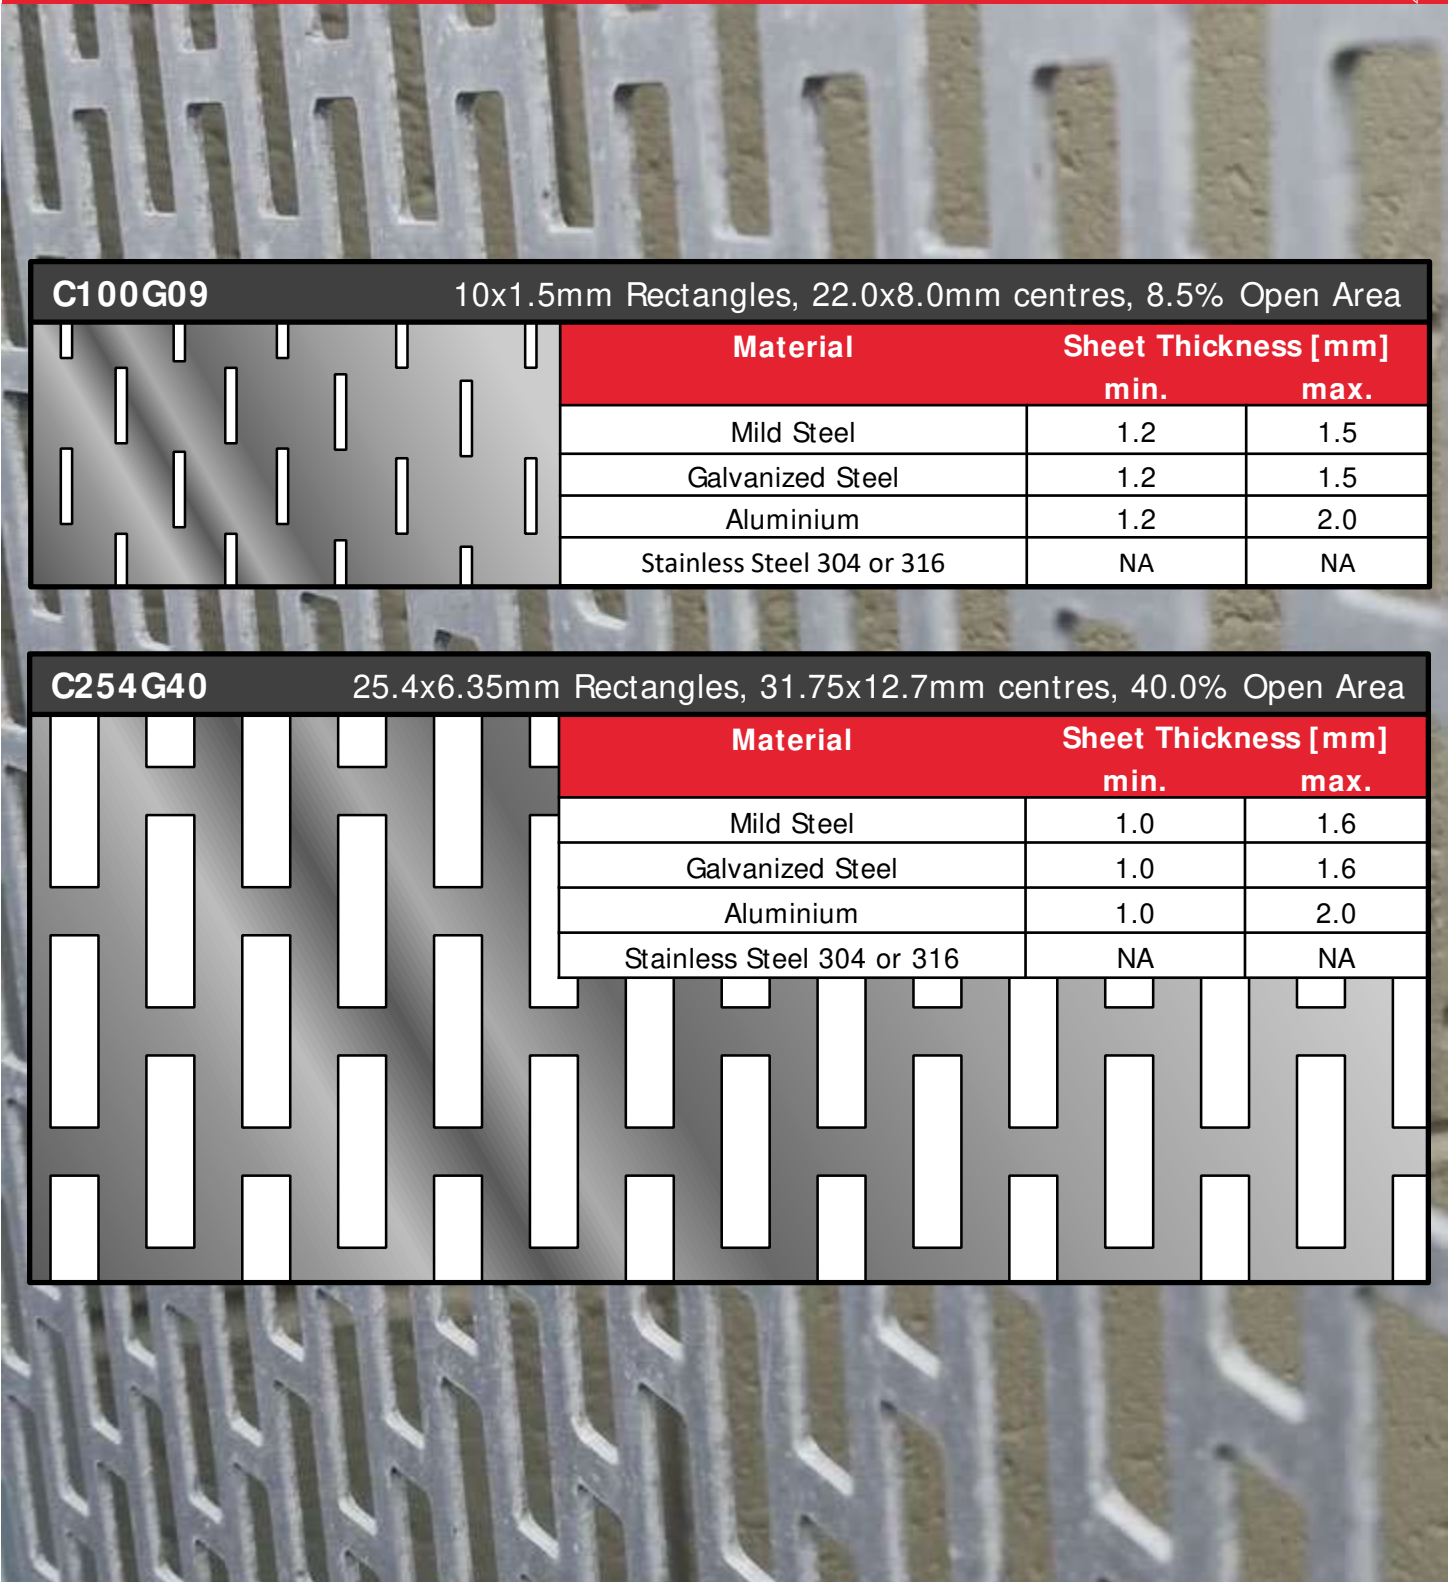 C100G09 10x1.5mm Rectangles, 22.0x8.0mm centres, 8.5% Open Area
Material Sheet Thickness [mm]
min. max.
Mild Steel 1.2 1.5
Galvanized Steel 1.2 1.5
Aluminium 1.2 2.0
Stainless Steel 304 or 316 NA NA
C254G40 25.4x6.35mm Rectangles, 31.75x12.7mm centres, 40.0% Open Area
Material Sheet Thickness [mm]
min. max.
Mild Steel 1.0 1.6
Galvanized Steel 1.0 1.6
Aluminium 1.0 2.0
Stainless Steel 304 or 316 NA NA